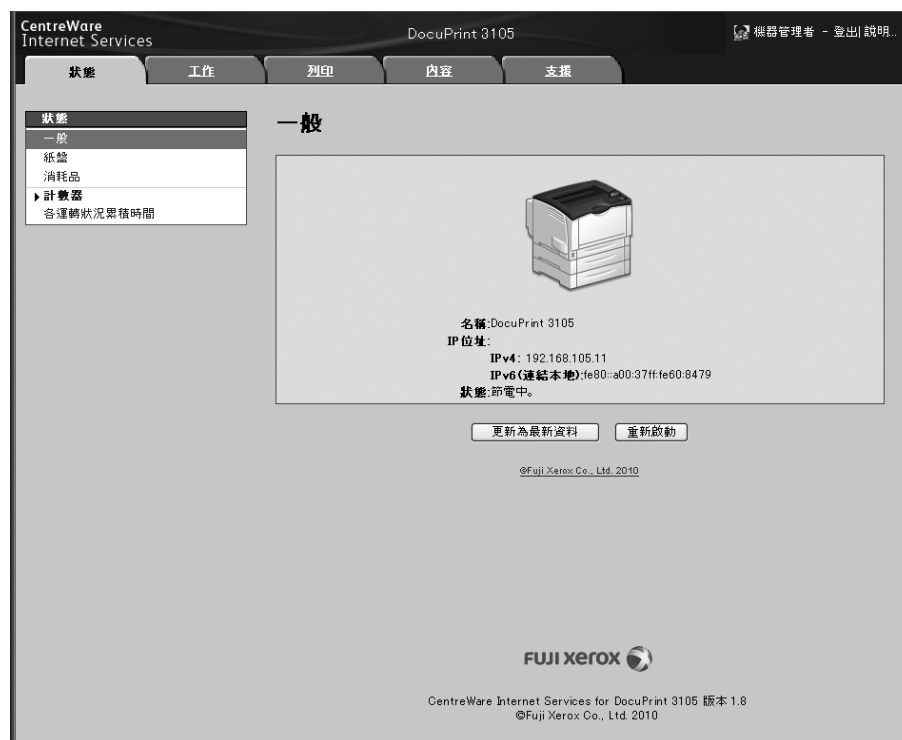 CentreWare
Internet Services
DocuPrint 3105
機器管理者 - 登出|說明...
狀態
工作
列印
內容
支援
狀態
一般
紙盤
消耗品
計數器
各運轉狀況累積時間
一般
名稱:DocuPrint 3105
IP 位址:
IPv4: 192.168.105.11
IPv6(連結本地):fe80::a00:37ff:fe60:8479
狀態:節電中。
更新為最新資料
重新啟動
©Fuji Xerox Co., Ltd. 2010
FUJI xerox
CentreWare Internet Services for DocuPrint 3105 版本 1.8
©Fuji Xerox Co., Ltd. 2010